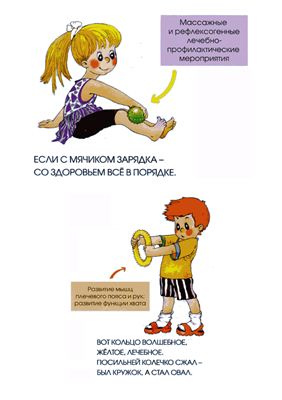 Массажные
и рефлексогенные
лечебно-
профилактические
мероприятия
ЕСЛИ С МЯЧИКОМ ЗАРЯДКА –
СО ЗДОРОВЬЕМ ВСЁ В ПОРЯДКЕ.
Развитие мышц
плечевого пояса и рук;
развитие функции хвата
ВОТ КОЛЬЦО ВОЛШЕБНОЕ,
ЖЁЛТОЕ, ЛЕЧЕБНОЕ.
ПОСИЛЬНЕЙ КОЛЕЧКО СЖАЛ –
БЫЛ КРУЖОК, А СТАЛ ОВАЛ.